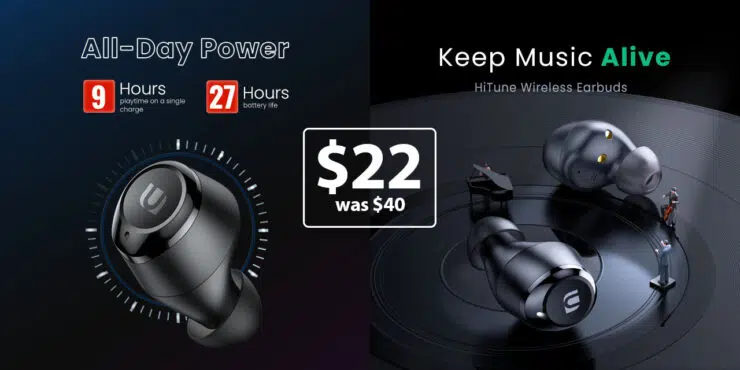 All-Day Power
9 Hours
playtime on a single
charge
27 Hours
battery life
$22
was $40
Keep Music Alive
HiTune Wireless Earbuds